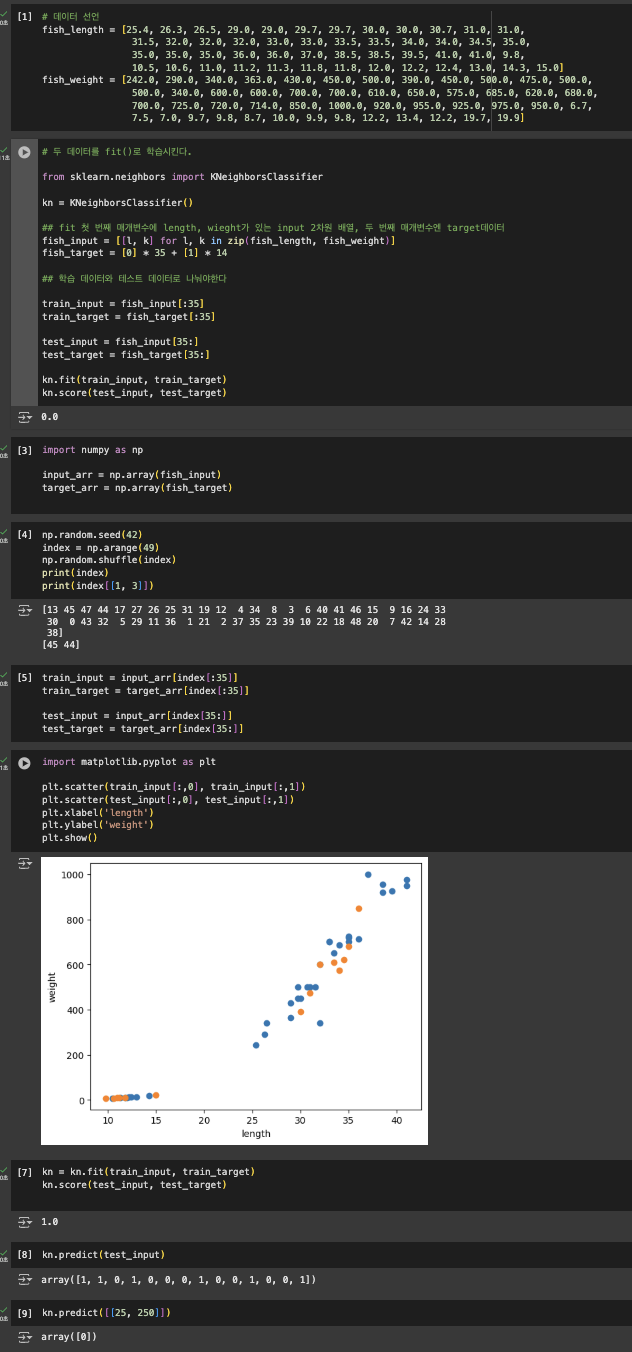 [1] # 데이터 선언
fish_length = [25.4, 26.3, 26.5, 29.0, 29.0, 29.7, 29.7, 30.0, 30.0, 30.7, 31.0, 31.0,
31.5, 32.0, 32.0, 32.0, 33.0, 33.0, 33.5, 33.5, 34.0, 34.0, 34.5, 35.0,
35.0, 35.0, 35.0, 36.0, 36.0, 37.0, 38.5, 38.5, 39.5, 41.0, 41.0, 9.8,
10.5, 10.6, 11.0, 11.2, 11.3, 11.8, 11.8, 12.0, 12.2, 12.4, 13.0, 14.3, 15.0]
fish_weight = [242.0, 290.0, 340.0, 363.0, 430.0, 450.0, 500.0, 390.0, 450.0, 500.0, 475.0, 500.0,
500.0, 340.0, 600.0, 600.0, 700.0, 700.0, 610.0, 650.0, 575.0, 685.0, 620.0, 680.0,
700.0, 725.0, 720.0, 714.0, 850.0, 1000.0, 920.0, 955.0, 925.0, 975.0, 950.0, 6.7,
7.5, 7.0, 9.7, 9.8, 8.7, 10.0, 9.9, 9.8, 12.2, 13.4, 12.2, 19.7, 19.9]
# 두 데이터를 fit()로 학습시킨다.
from sklearn.neighbors import KNeighborsClassifier
kn = KNeighborsClassifier()
## fit 첫 번째 매개변수에 length, wieght가 있는 input 2차원 배열, 두 번째 매개변수엔 target데이터
fish_input = [[l, k] for l, k in zip(fish_length, fish_weight)]
fish_target = [0] * 35 + [1] * 14
## 학습 데이터와 테스트 데이터로 나눠야한다
train_input = fish_input[:35]
train_target = fish_target[:35]
test_input = fish_input[35:]
test_target = fish_target[35:]
kn.fit(train_input, train_target)
kn.score(test_input, test_target)
0.0
[3] import numpy as np
input_arr = np.array(fish_input)
target_arr = np.array(fish_target)
[4] np.random.seed(42)
index = np.arange(49)
np.random.shuffle(index)
print(index)
print(index[[1, 3]])
[13 45 47 44 17 27 26 25 31 19 12 4 34 8 3 6 40 41 46 15 9 16 24 33
30 0 43 32 5 29 11 36 1 21 2 37 35 23 39 10 22 18 48 20 7 42 14 28
38]
[45 44]
[5] train_input = input_arr[index[:35]]
train_target = target_arr[index[:35]]
test_input = input_arr[index[35:]]
test_target = target_arr[index[35:]]
import matplotlib.pyplot as plt
plt.scatter(train_input[:,0], train_input[:,1])
plt.scatter(test_input[:,0], test_input[:,1])
plt.xlabel('length')
plt.ylabel('weight')
plt.show()
1000
800
600
400
200
0
weight
10 15 20 25 30 35 40
length
[7] kn = kn.fit(train_input, train_target)
kn.score(test_input, test_target)
1.0
[8] kn.predict(test_input)
array([1, 1, 0, 1, 0, 0, 0, 1, 0, 0, 1, 0, 0, 1])
[9] kn.predict([[25, 250]])
array([0])